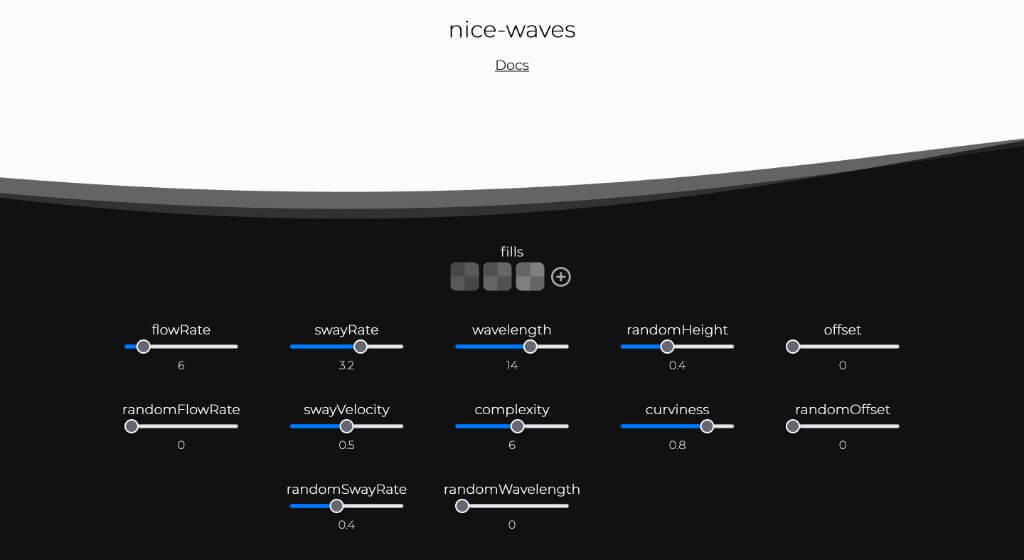 nice-waves
Docs
fills
flowRate swayRate wavelength randomHeight offset
6 3.2 14 0.4 0
randomFlowRate swayVelocity complexity curviness randomOffset
0 0.5 6 0.8 0
randomSwayRate randomWavelength
0.4 0